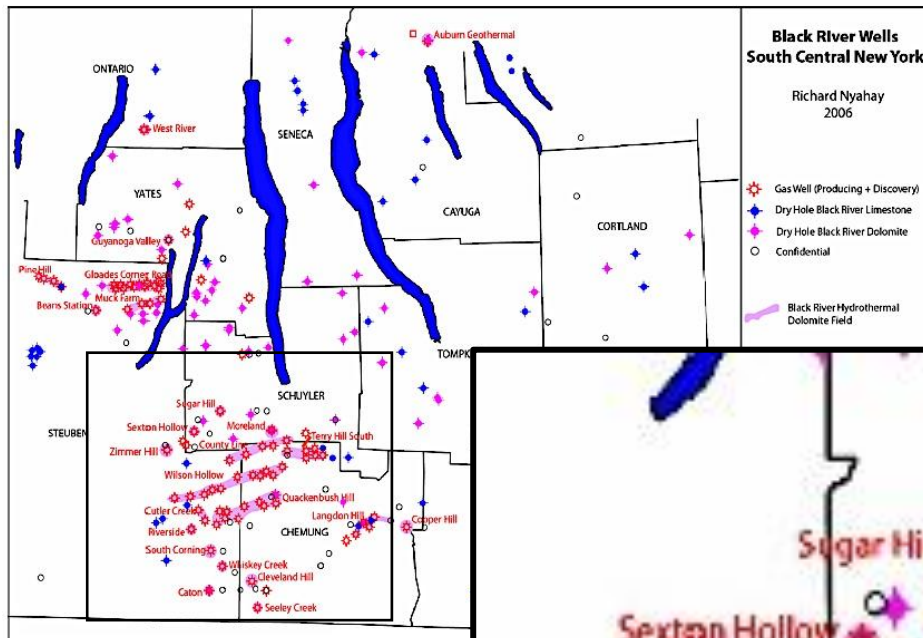 Black River Wells
South Central New York
Richard Nyahay
2006
Gas Well (Producing + Discovery)
Dry Hole Black River Limestone
Dry Hole Black River Dolomite
Confidential
Black River Hydrothermal
Dolomite Field
Auburn Geothermal
ONTARIO
West River
SENECA
YATES
CAYUGA
CORTLAND
Guyanoga Valley
Pine Hill
Gloades Corner Road
Muck Farm
Beans Station
TOMPK
SCHUYLER
STEUBEN
Sugar Hill
Sexton Hollow
Moreland
Terry Hill South
County Lin
Zimmer Hill
Wilson Hollow
Quackenbush Hill
Cutler Creek
Langdon Hill
Cooper Hill
Riverside
CHEMUNG
South Corning
Whiskey Creek
Cleveland Hill
Caton
Seeley Creek
Sugar Hi
Sexton Hollow